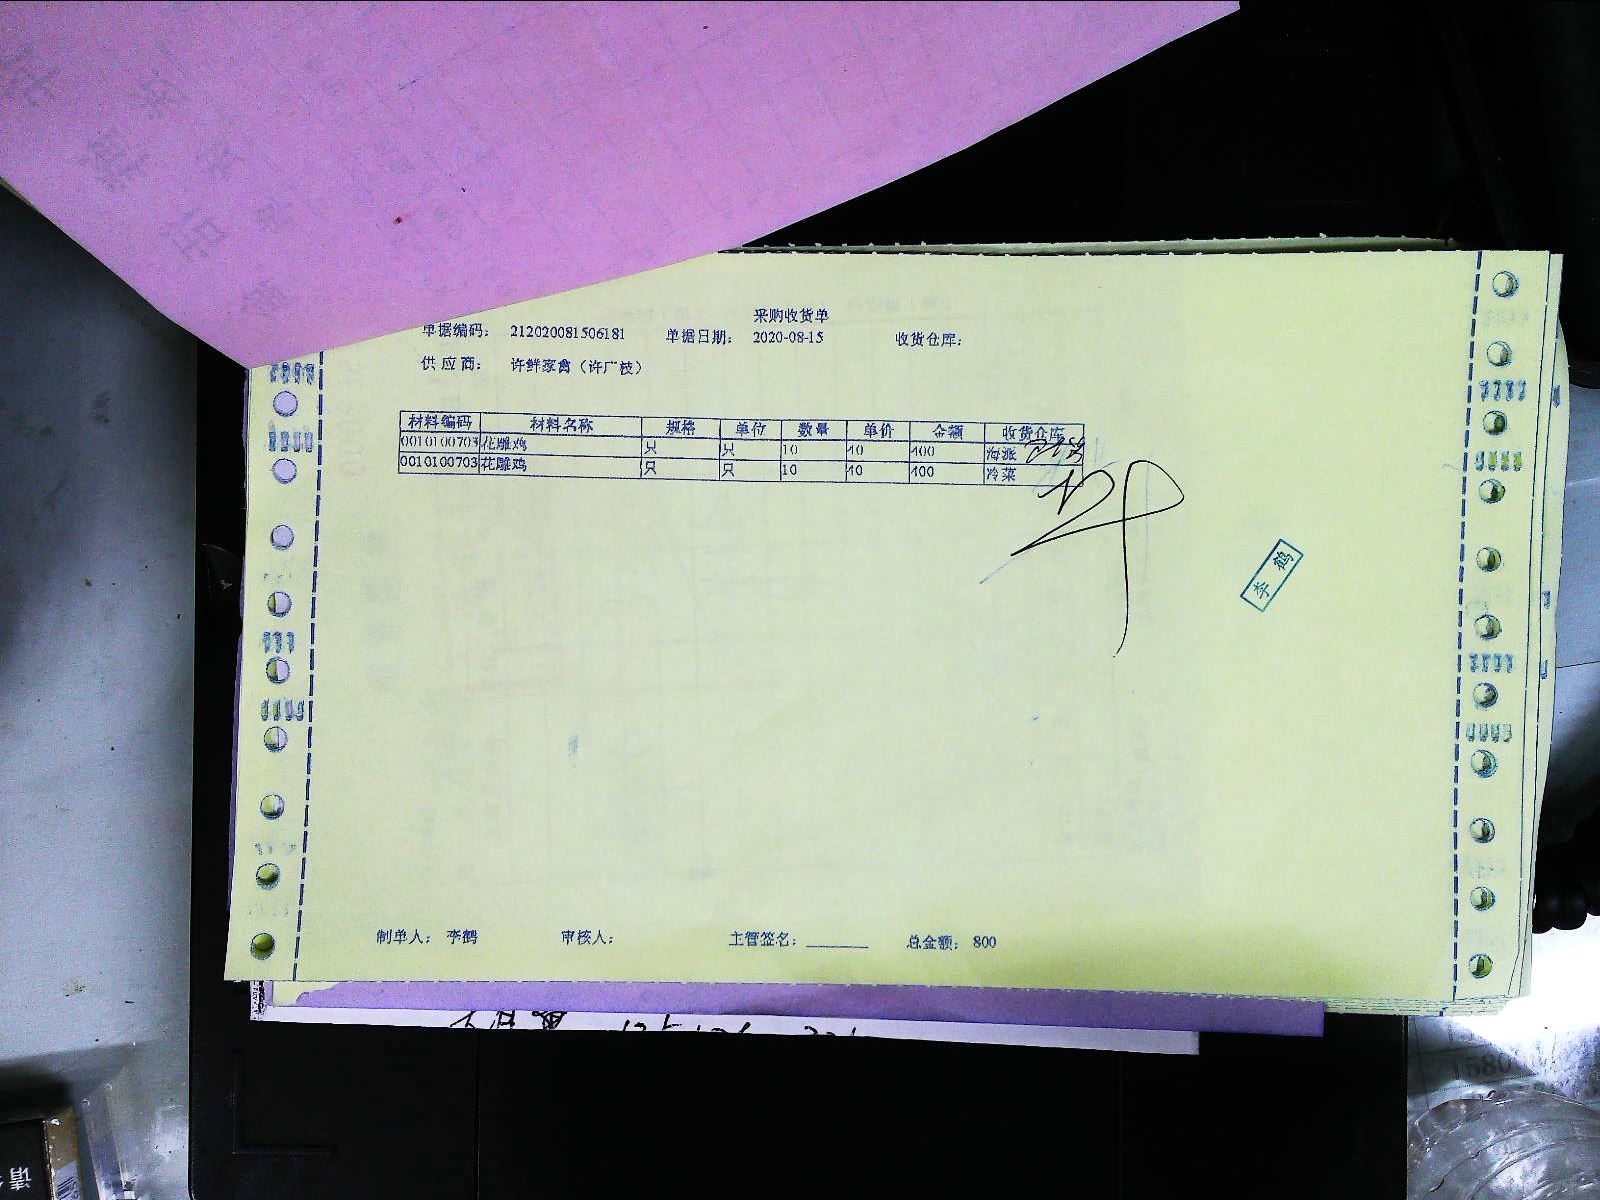 采购收货单
单据编码： 212020081506181 单据日期： 2020-08-15 收货仓库：
供应商： 许鲜家禽（许广枝）
材料编码 材料名称 规格 单位 数量 单价 金额 收货仓库
0010100703 花雕鸡 只 只 10 40 400 海派
0010100703 花雕鸡 只 只 10 40 400 冷菜
李鹤
制单人： 李鹤 审核人： 主管签名： 总金额： 800